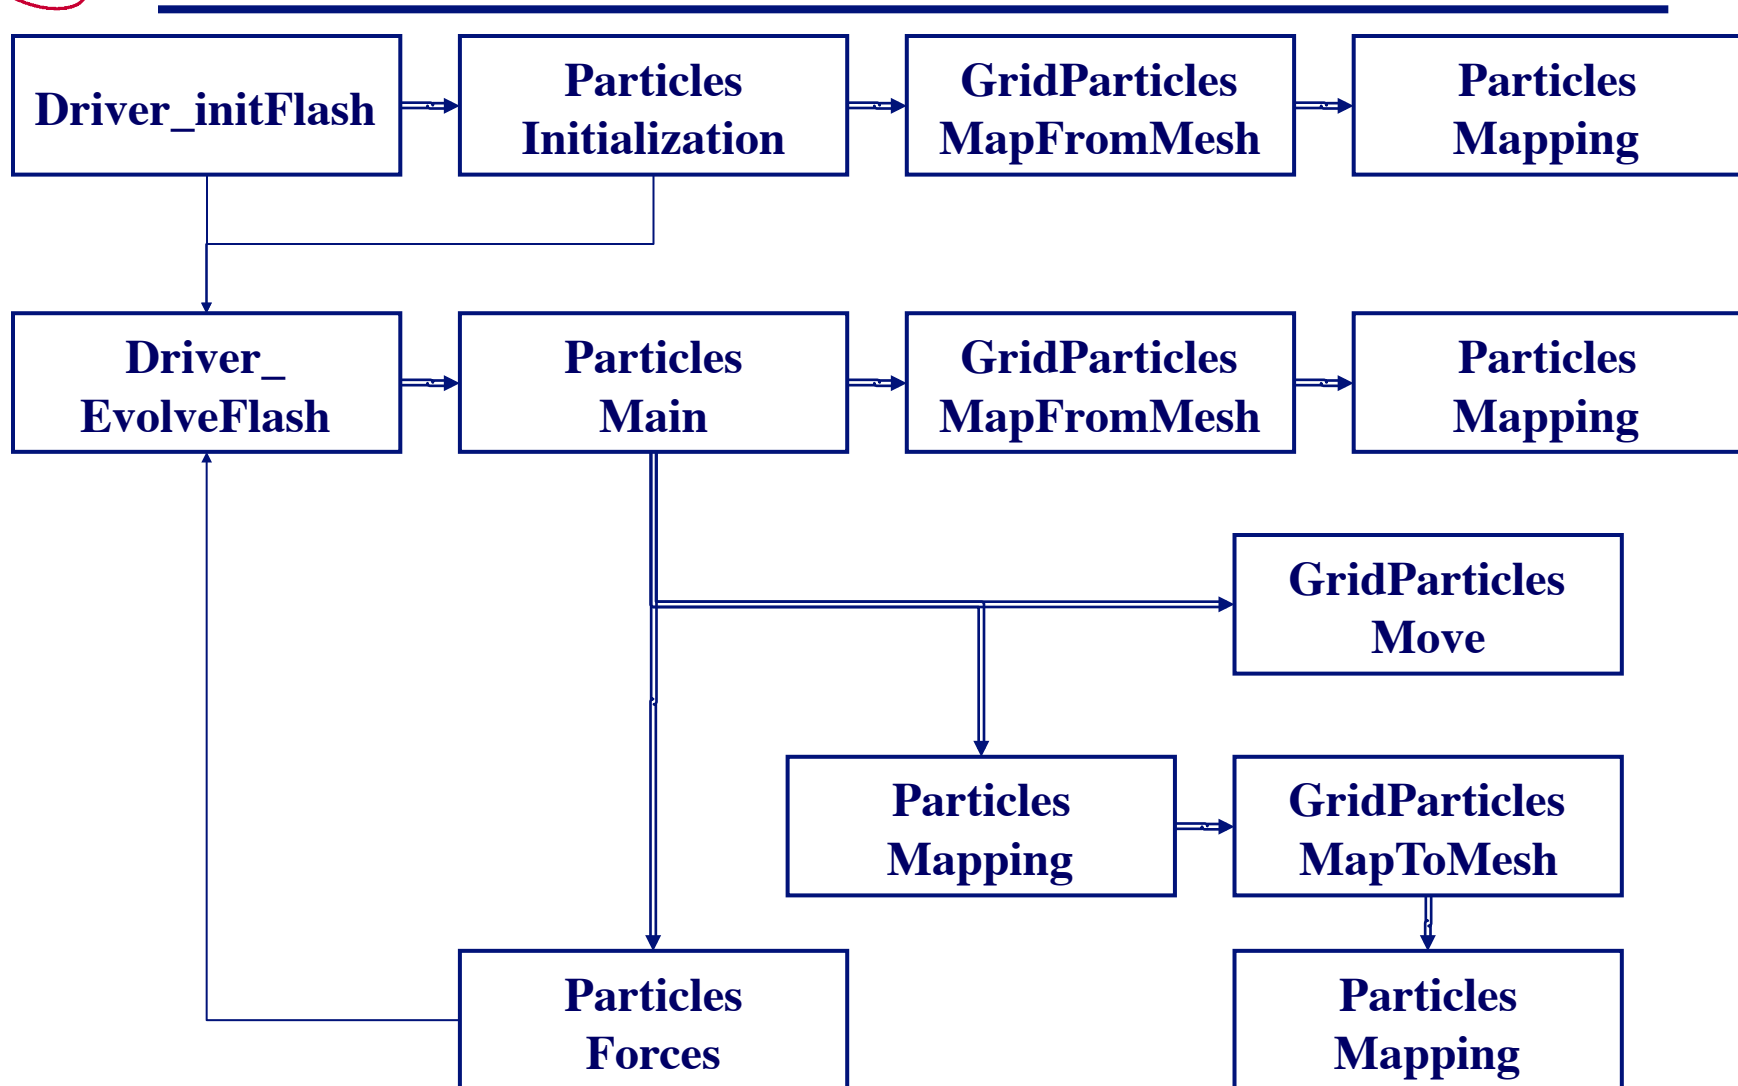 Driver_initFlash
Particles
Initialization
GridParticles
MapFromMesh
Particles
Mapping
Driver_
EvolveFlash
Particles
Main
GridParticles
MapFromMesh
Particles
Mapping
GridParticles
Move
Particles
Mapping
GridParticles
MapToMesh
Particles
Forces
Particles
Mapping